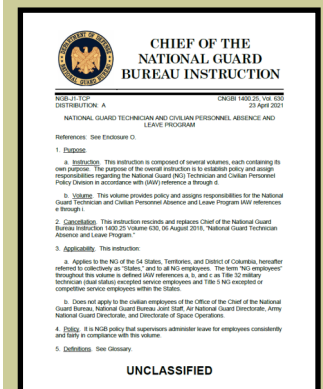 DEPARTMENT OF DEFENSE
NATIONAL GUARD BUREAU
CHIEF OF THE
NATIONAL GUARD
BUREAU INSTRUCTION
NGB-J1-TCP
CNGBI 1400.25, Vol. 630
DISTRIBUTION: A
23 April 2021
NATIONAL GUARD TECHNICIAN AND CIVILIAN PERSONNEL ABSENCE AND
LEAVE PROGRAM
References: See Enclosure O.
1. Purpose.
a. Instruction. This instruction is composed of several volumes, each containing its
own purpose. The purpose of the overall instruction is to establish policy and assign
responsibilities regarding the National Guard (NG) Technician and Civilian Personnel
Policy Division in accordance with (IAW) reference a through d.
b. Volume. This volume provides policy and assigns responsibilities for the National
Guard Technician and Civilian Personnel Absence and Leave Program IAW references
e through i.
2. Cancellation. This instruction rescinds and replaces Chief of the National Guard
Bureau Instruction 1400.25 Volume 630, 06 August 2018, "National Guard Technician
Absence and Leave Program."
3. Applicability. This instruction:
a. Applies to the NG of the 54 States, Territories, and District of Columbia, hereafter
referred to collectively as "States," and to all NG employees. The term "NG employees"
throughout this volume is defined IAW references a, b, and c as Title 32 military
technician (dual status) excepted service employees and Title 5 NG excepted or
competitive service employees within the States.
b. Does not apply to the civilian employees of the Office of the Chief of the National
Guard Bureau, National Guard Bureau Joint Staff, Air National Guard Directorate, Army
National Guard Directorate, and Directorate of Space Operations.
4. Policy. It is NGB policy that supervisors administer leave for employees consistently
and fairly in compliance with this volume.
5. Definitions. See Glossary.
UNCLASSIFIED